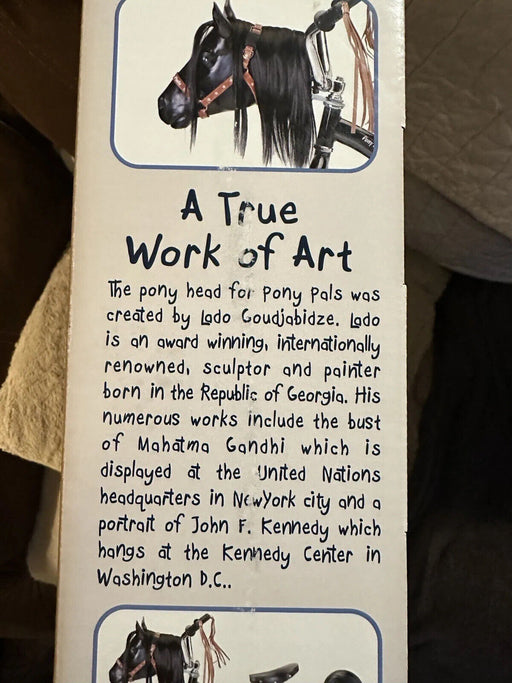 A True
Work of Art
The pony head for Pony Pals was
created by Lado Goudjabidze. Lado
is an award winning, internationally
renowned, sculptor and painter
born in the Republic of Georgia. His
numerous works include the bust
of Mahatma Gandhi which is
displayed at the United Nations
headquarters in NewYork city and a
portrait of John F. Kennedy which
hangs at the Kennedy Center in
Washington D.C..